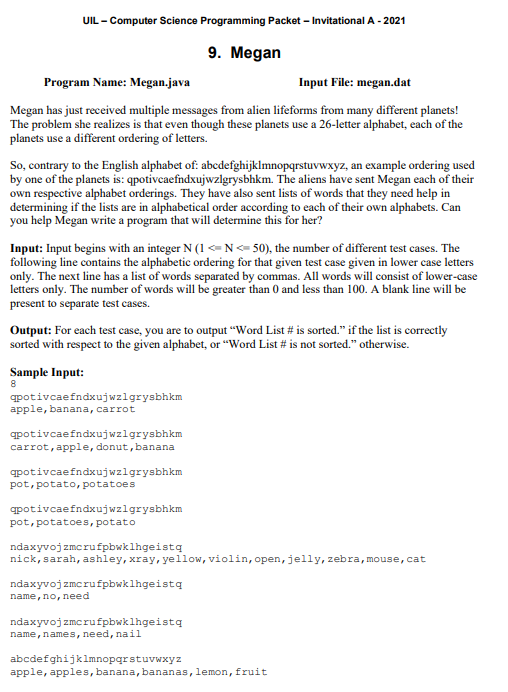 UIL – Computer Science Programming Packet – Invitational A - 2021
9. Megan
Program Name: Megan.java Input File: megan.dat
Megan has just received multiple messages from alien lifeforms from many different planets!
The problem she realizes is that even though these planets use a 26-letter alphabet, each of the
planets use a different ordering of letters.
So, contrary to the English alphabet of: abcdefghijklmnopqrstuvwxyz, an example ordering used
by one of the planets is: qpotivcaefndxujwzlgrysbhkm. The aliens have sent Megan each of their
own respective alphabet orderings. They have also sent lists of words that they need help in
determining if the lists are in alphabetical order according to each of their own alphabets. Can
you help Megan write a program that will determine this for her?
Input: Input begins with an integer N (1 <= N <= 50), the number of different test cases. The
following line contains the alphabetic ordering for that given test case given in lower case letters
only. The next line has a list of words separated by commas. All words will consist of lower-case
letters only. The number of words will be greater than 0 and less than 100. A blank line will be
present to separate test cases.
Output: For each test case, you are to output “Word List # is sorted.” if the list is correctly
sorted with respect to the given alphabet, or “Word List # is not sorted.” otherwise.
Sample Input:
8
qpotivcaefndxujwzlgrysbhkm
apple,banana,carrot
qpotivcaefndxujwzlgrysbhkm
carrot,apple,donut,banana
qpotivcaefndxujwzlgrysbhkm
pot,potato,potatoes
qpotivcaefndxujwzlgrysbhkm
pot,potatoes,potato
ndaxyvojzmcrufpbwklhgeistq
nick,sarah,ashley,xray,yellow,violin,open,jelly,zebra,mouse,cat
ndaxyvojzmcrufpbwklhgeistq
name,no,need
ndaxyvojzmcrufpbwklhgeistq
name,names,need,nail
abcdefghijklmnopqrstuvwxyz
apple,apples,banana,bananas,lemon,fruit